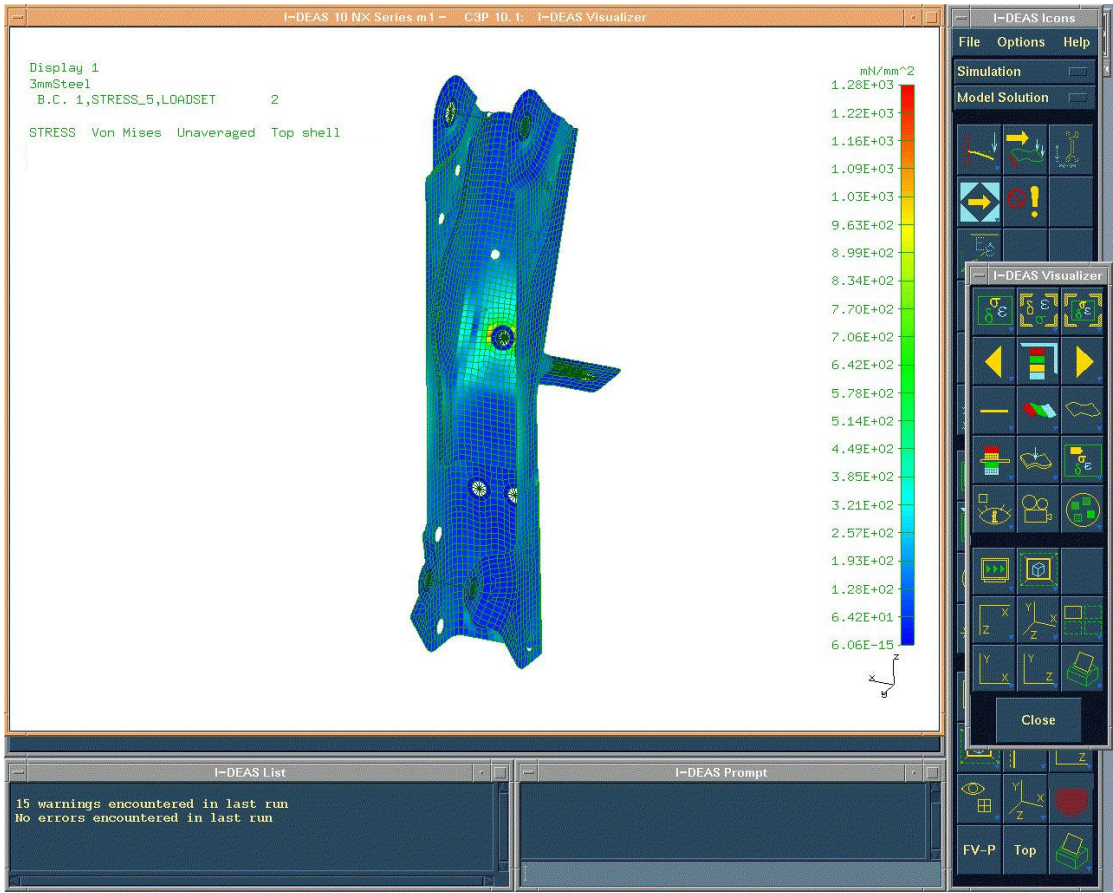 I-DEAS 10 NX Series m1 - C3P 10.1: I-DEAS Visualizer
Display 1
3mmSteel
B.C. 1,STRESS_5,LOADSET 2
STRESS Von Mises Unaveraged Top shell
mN/mm^2
1.28E+03
1.22E+03
1.16E+03
1.09E+03
1.03E+03
9.63E+02
8.99E+02
8.34E+02
7.70E+02
7.06E+02
6.42E+02
5.78E+02
5.14E+02
4.49E+02
3.85E+02
3.21E+02
2.57E+02
1.93E+02
1.28E+02
6.42E+01
6.06E-15
z
x
y
I-DEAS Icons
File Options Help
Simulation
Model Solution
I-DEAS Visualizer
σ
δ ε
δ ε
σ
σ
δ ε
σ
δ ε
i
X
Z
Y
X
Z
Y
X
Y
Z
Close
Z
Y
X
Z
FV-P Top
I-DEAS List
15 warnings encountered in last run
No errors encountered in last run
I-DEAS Prompt